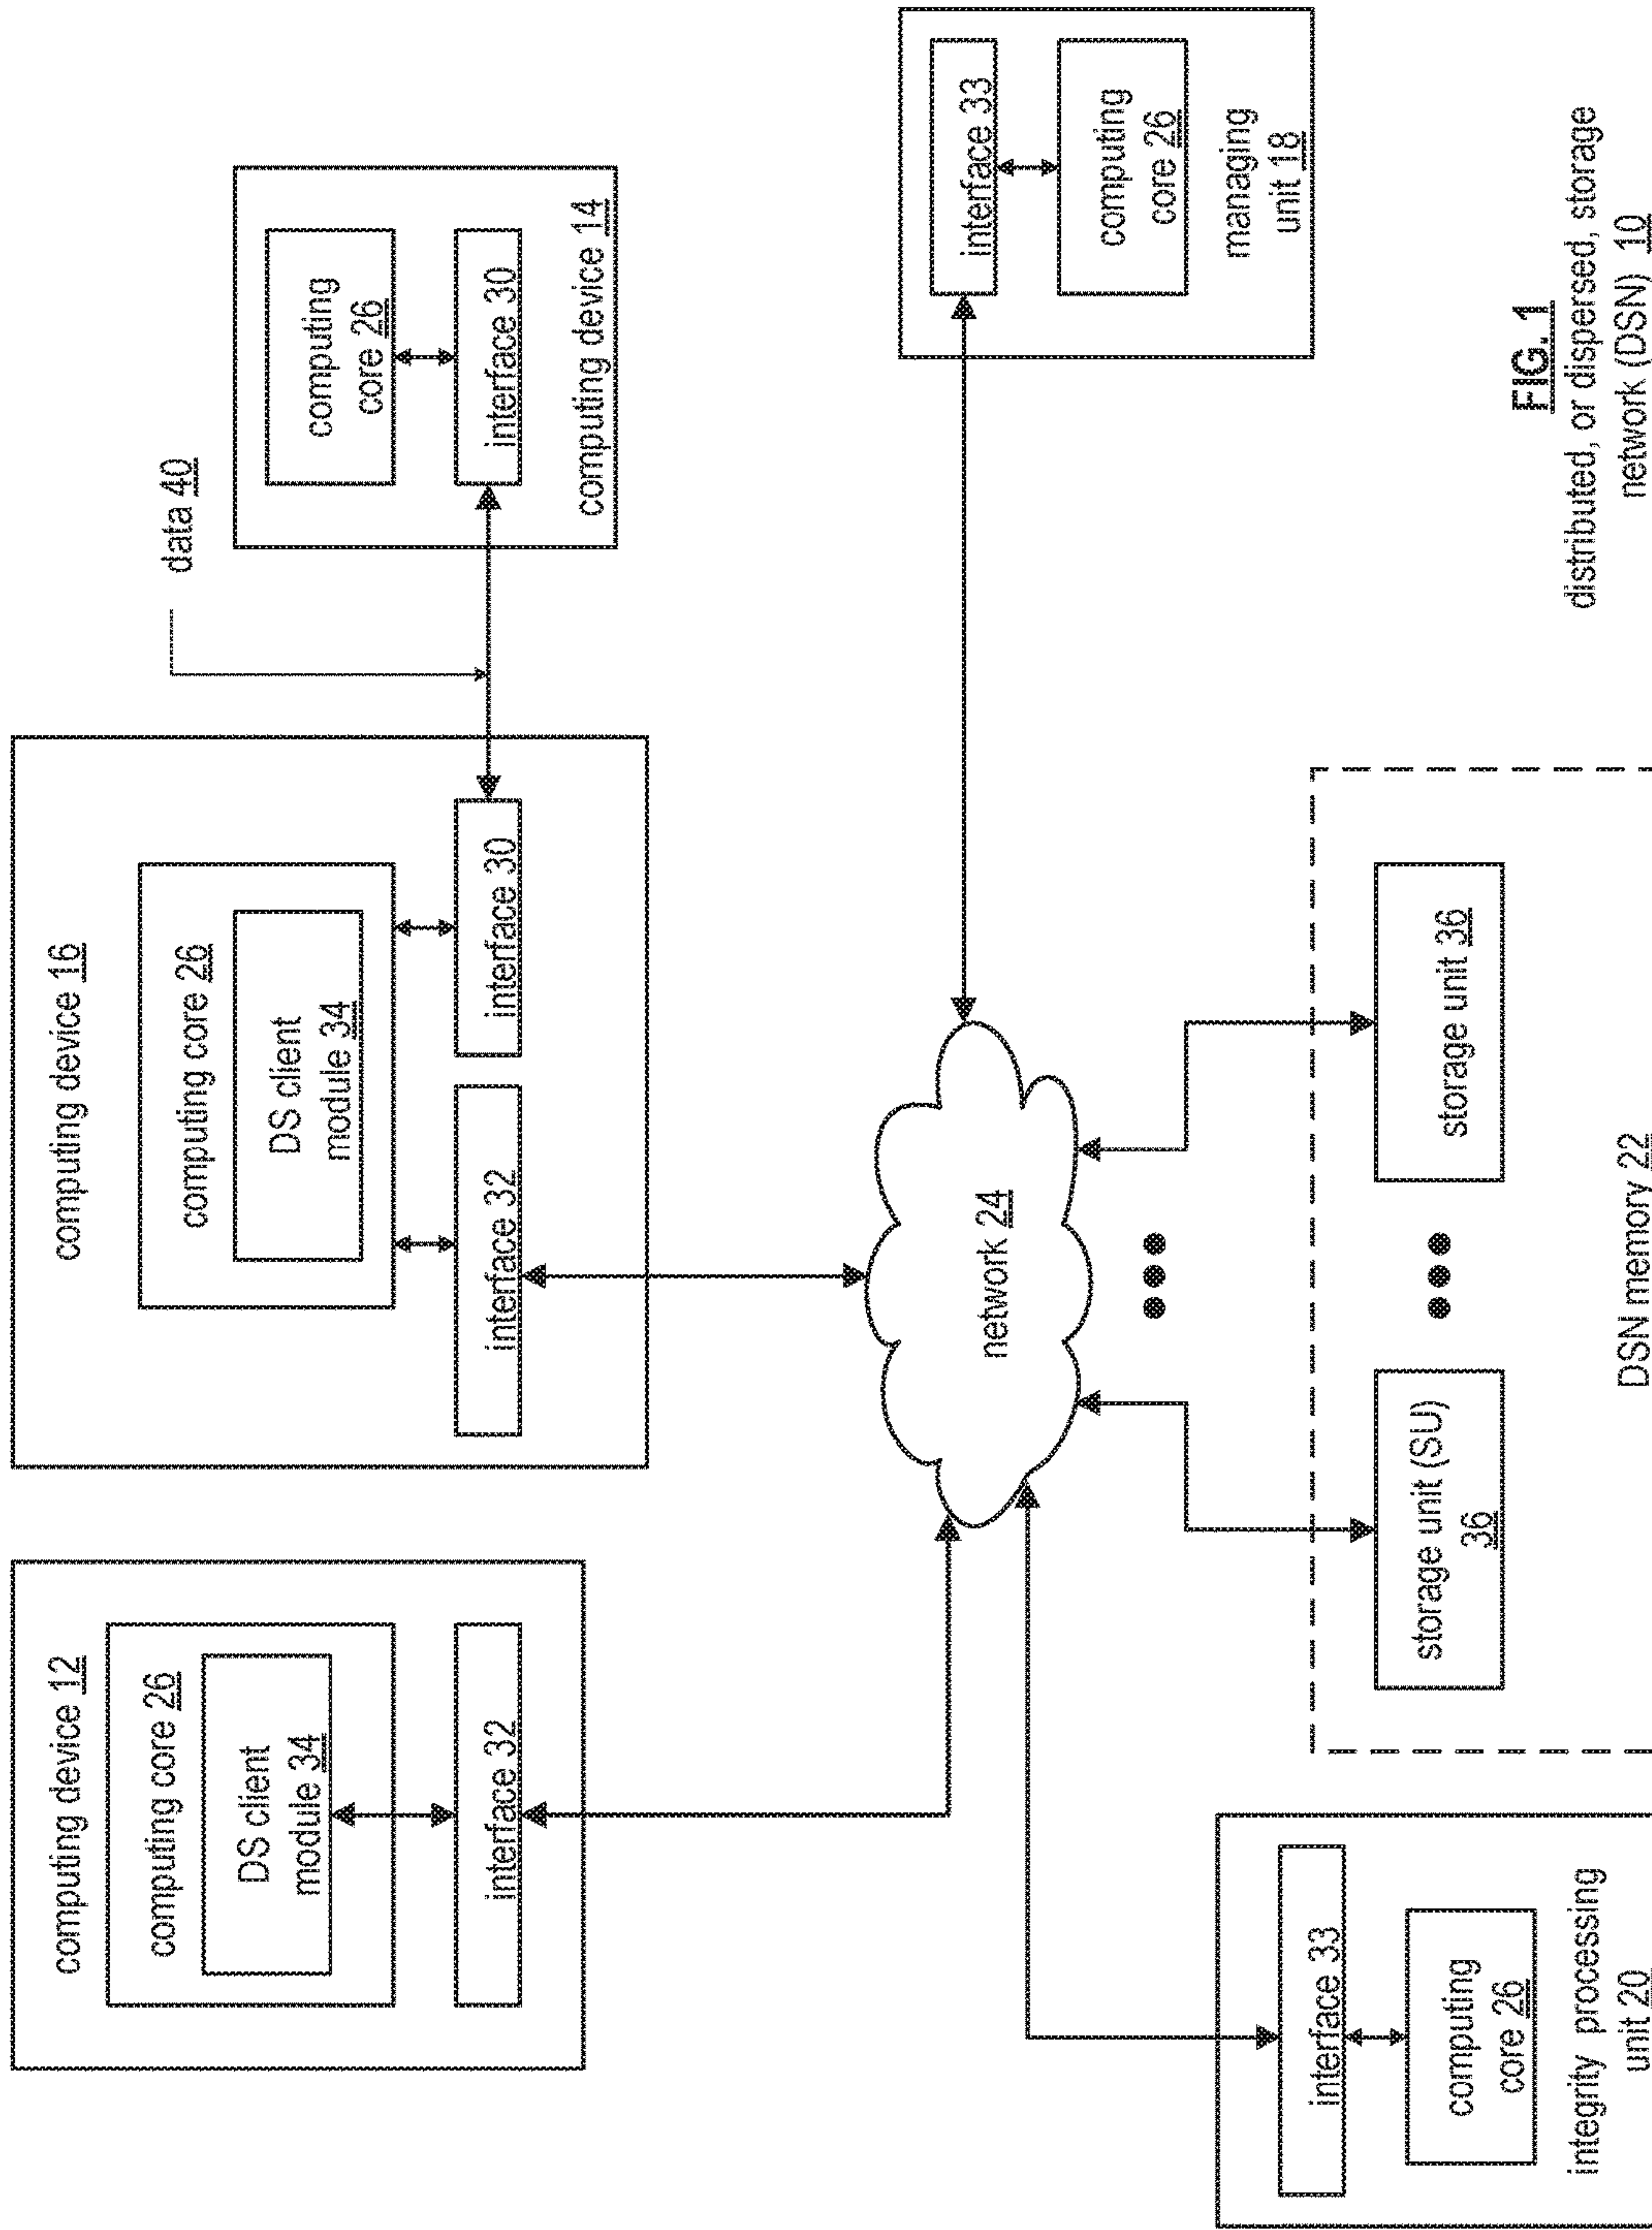 computing device 12
computing core 26
DS client
module 34
interface 32
computing device 16
computing core 26
DS client
module 34
interface 32
interface 30
data 40
computing
core 26
interface 30
computing device 14
network 24
interface 33
computing
core 26
managing
unit 18
interface 33
computing
core 26
integrity processing
unit 20
storage unit (SU)
36
storage unit 36
DSN memory 22
FIG. 1
distributed, or dispersed, storage
network (DSN) 10